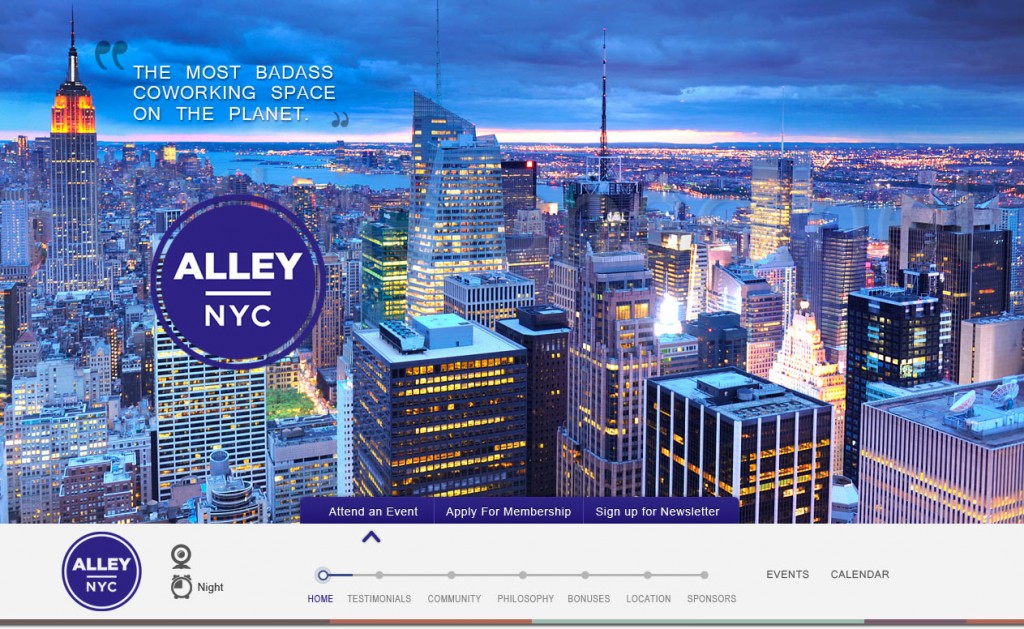 “ THE MOST BADASS
COWORKING SPACE
ON THE PLANET. ”
ALLEY
NYC
Attend an Event
Apply For Membership
Sign up for Newsletter
ALLEY
NYC
Night
HOME
TESTIMONIALS
COMMUNITY
PHILOSOPHY
BONUSES
LOCATION
SPONSORS
EVENTS
CALENDAR